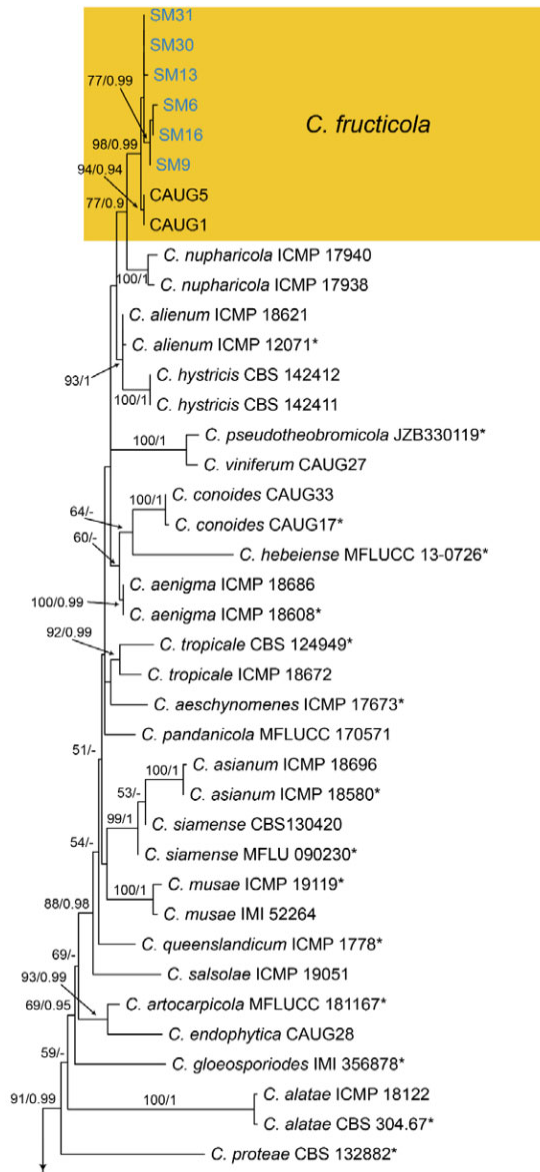 SM31
SM30
SM13
77/0.99
SM6
C. fructicola
SM16
98/0.99
SM9
94/0.94
CAUG5
77/0.9
CAUG1
C. nupharicola ICMP 17940
100/1
C. nupharicola ICMP 17938
C. alienum ICMP 18621
C. alienum ICMP 12071*
93/1
C. hystricis CBS 142412
100/1
C. hystricis CBS 142411
C. pseudotheobromicola JZB330119*
100/1
C. viniferum CAUG27
100/1
C. conoides CAUG33
64/-
C. conoides CAUG17*
60/-
C. hebeiense MFLUCC 13-0726*
C. aenigma ICMP 18686
100/0.99
C. aenigma ICMP 18608*
92/0.99
C. tropicale CBS 124949*
C. tropicale ICMP 18672
C. aeschynomenes ICMP 17673*
C. pandanicola MFLUCC 170571
51/-
100/1
C. asianum ICMP 18696
53/-
C. asianum ICMP 18580*
99/1
C. siamense CBS130420
54/-
C. siamense MFLU 090230*
100/1
C. musae ICMP 19119*
88/0.98
C. musae IMI 52264
C. queenslandicum ICMP 1778*
69/-
C. salsolae ICMP 19051
93/0.99
C. artocarpicola MFLUCC 181167*
69/0.95
C. endophytica CAUG28
59/-
C. gloeosporiodes IMI 356878*
91/0.99
C. alatae ICMP 18122
100/1
C. alatae CBS 304.67*
C. proteae CBS 132882*